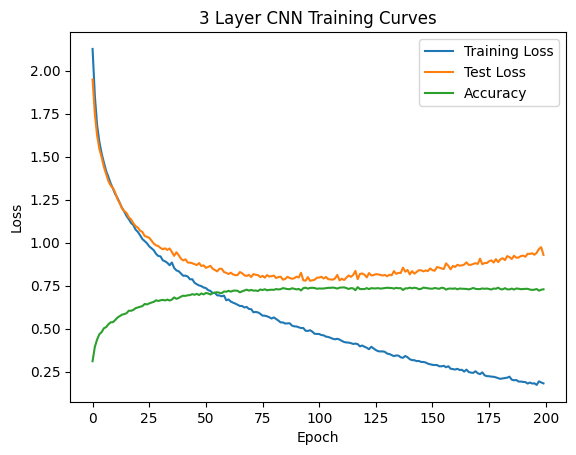 3 Layer CNN Training Curves
Training Loss
Test Loss
Accuracy
Loss
2.00
1.75
1.50
1.25
1.00
0.75
0.50
0.25
0 25 50 75 100 125 150 175 200
Epoch